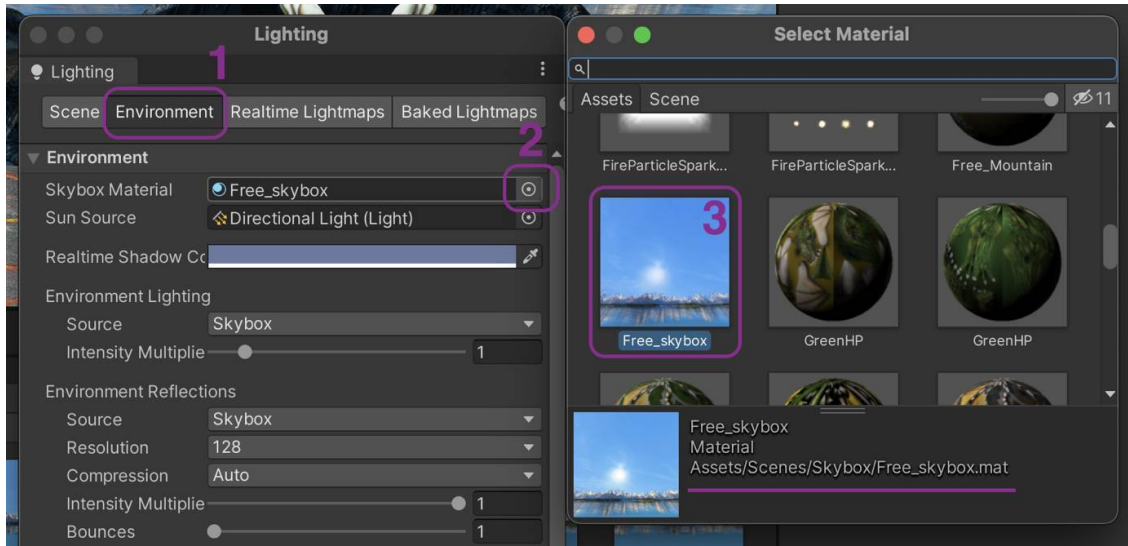 Lighting
Lighting
1
Scene Environment Realtime Lightmaps Baked Lightmaps
2
Environment
Skybox Material Free_skybox
Sun Source Directional Light (Light)
Realtime Shadow Co
Environment Lighting
Source Skybox
Intensity Multiplie 1
Environment Reflections
Source Skybox
Resolution 128
Compression Auto
Intensity Multiplie 1
Bounces 1
Select Material
Assets Scene 11
FireParticleSpark... FireParticleSpark... Free_Mountain
3
Free_skybox GreenHP GreenHP
Free_skybox
Material
Assets/Scenes/Skybox/Free_skybox.mat